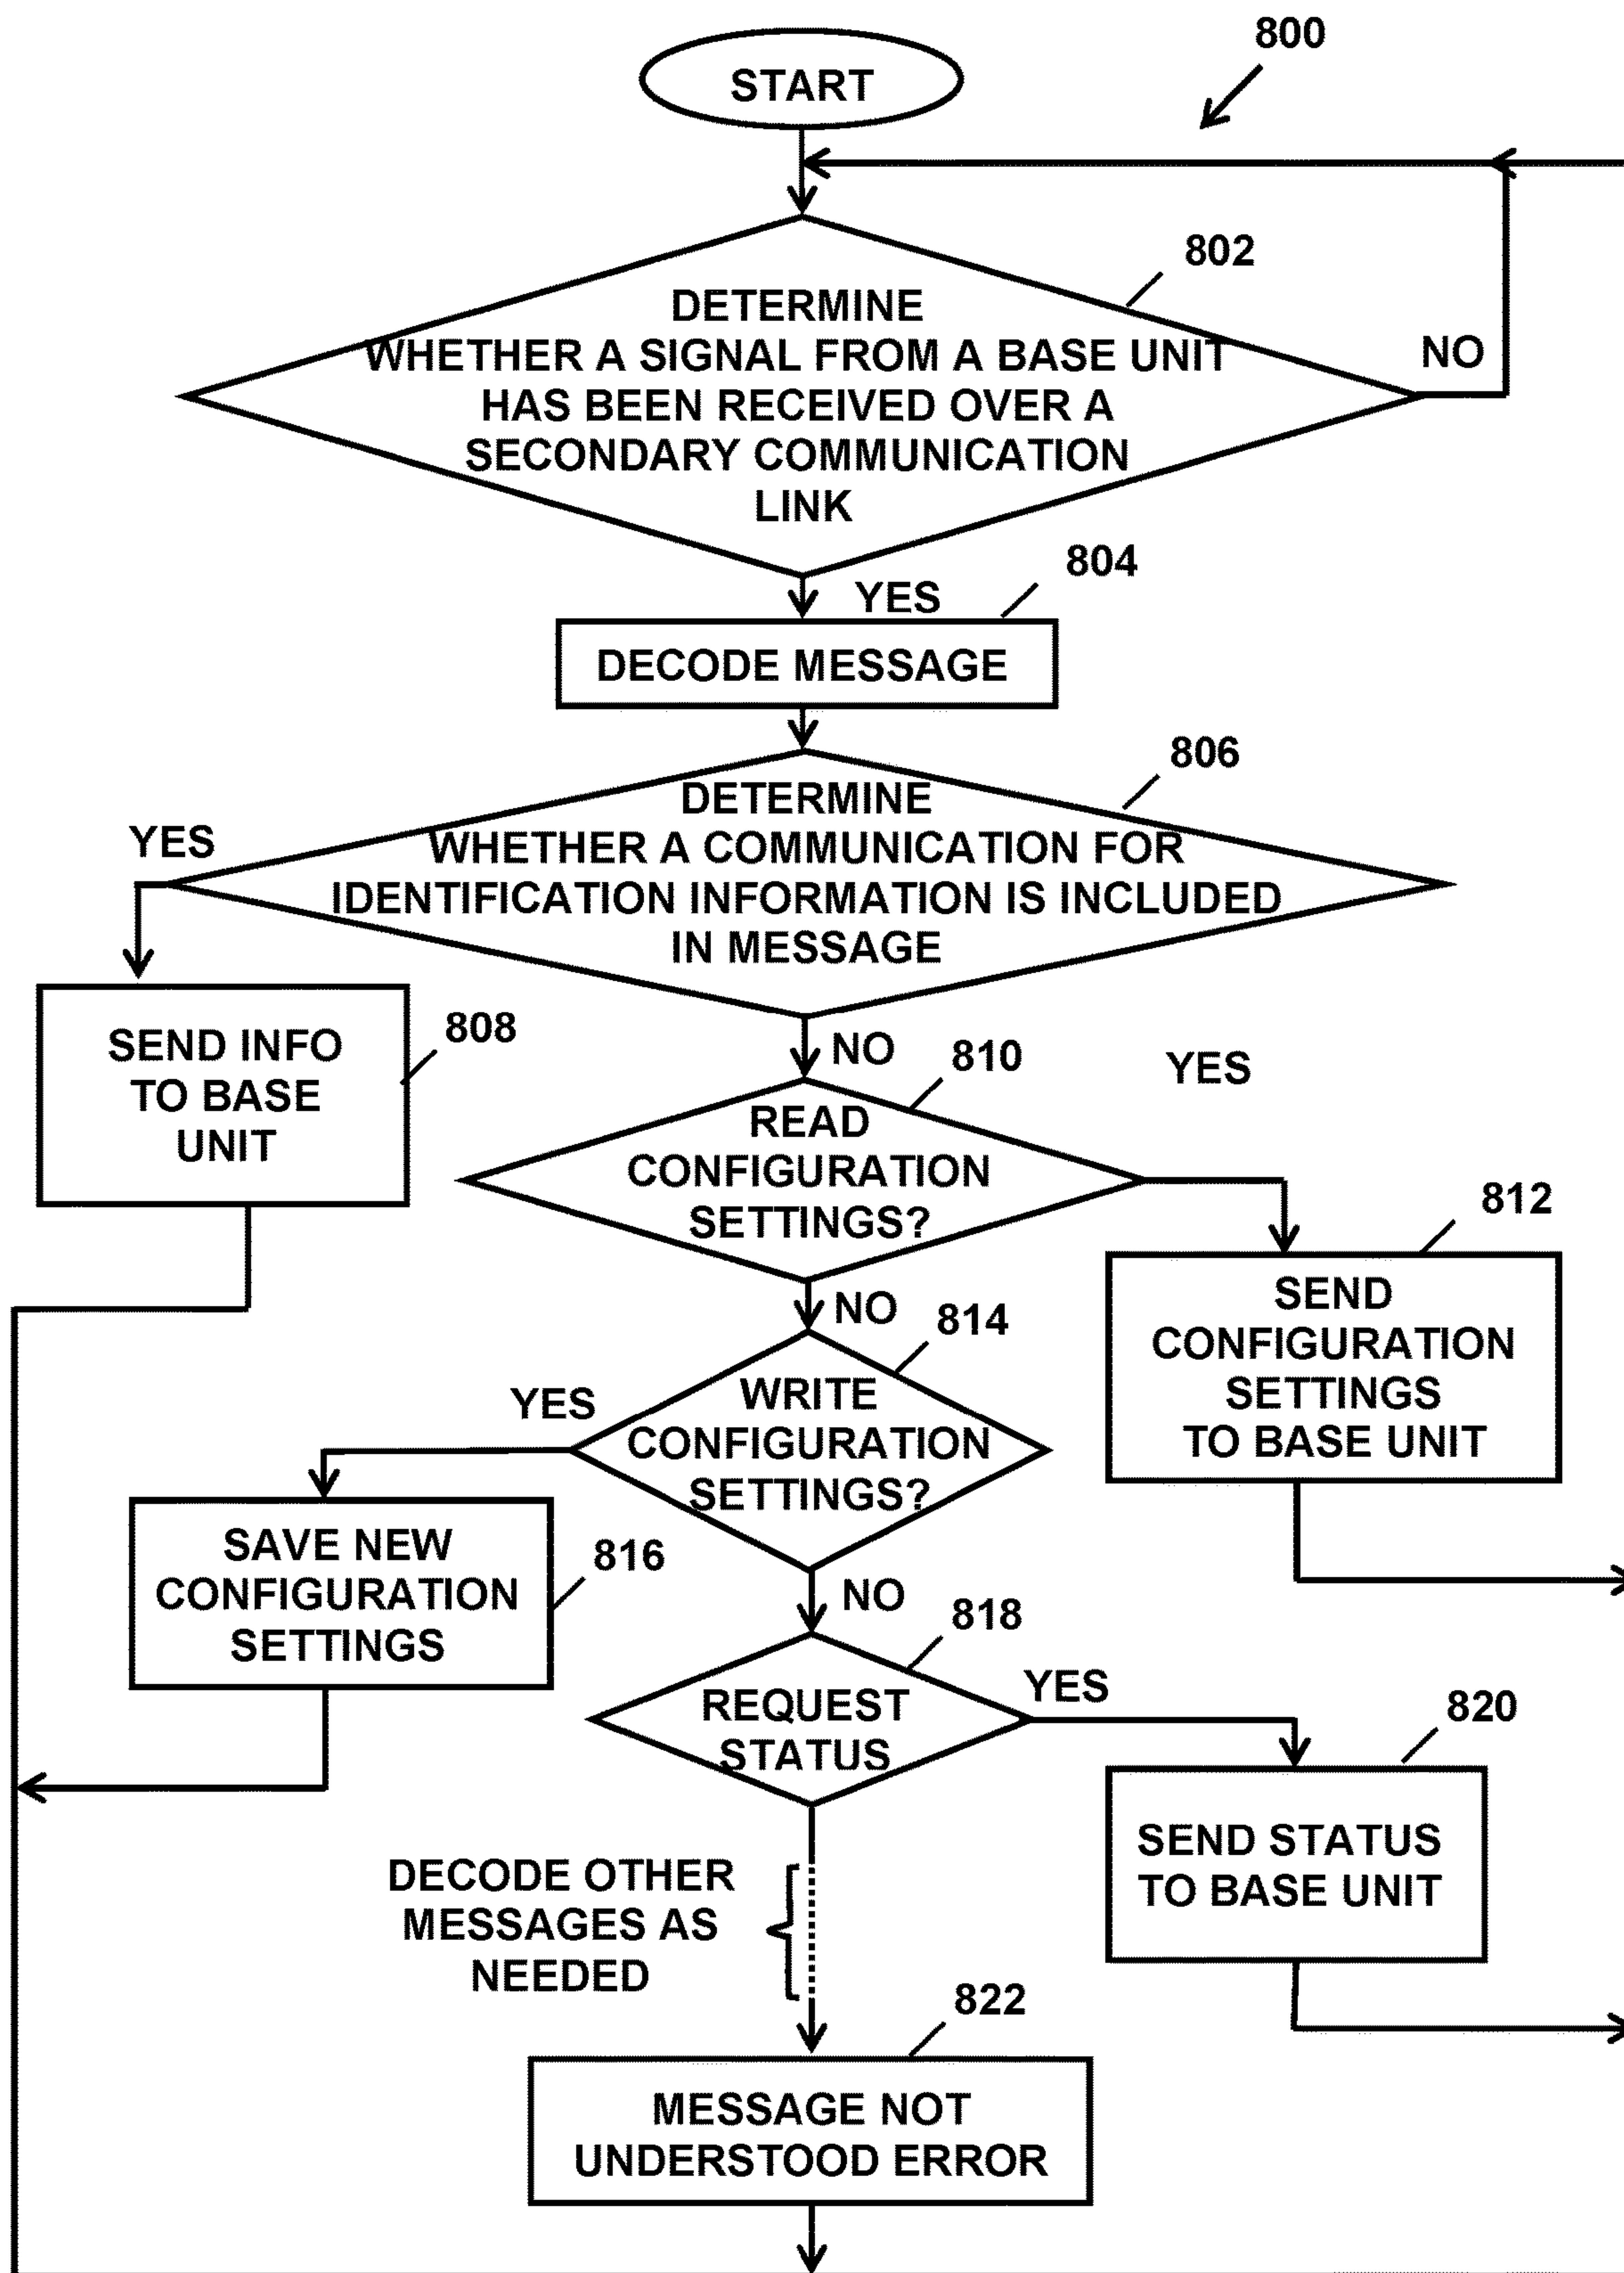 800
START
802
DETERMINE
WHETHER A SIGNAL FROM A BASE UNIT
HAS BEEN RECEIVED OVER A
SECONDARY COMMUNICATION
LINK
NO
YES
804
DECODE MESSAGE
806
DETERMINE
WHETHER A COMMUNICATION FOR
IDENTIFICATION INFORMATION IS INCLUDED
IN MESSAGE
YES
SEND INFO
TO BASE
UNIT
808
NO
810
YES
READ
CONFIGURATION
SETTINGS?
812
SEND
CONFIGURATION
SETTINGS
TO BASE UNIT
NO
814
YES
WRITE
CONFIGURATION
SETTINGS?
SAVE NEW
CONFIGURATION
SETTINGS
816
NO
818
YES
REQUEST
STATUS
820
SEND STATUS
TO BASE UNIT
DECODE OTHER
MESSAGES AS
NEEDED
822
MESSAGE NOT
UNDERSTOOD ERROR